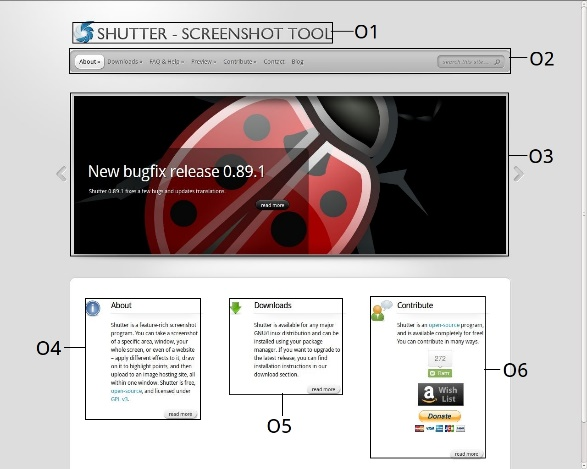 SHUTTER - SCREENSHOT TOOL
O1
About »
Downloads »
FAQ & Help »
Preview »
Contribute »
Contact
Blog
search this site ...
O2
New bugfix release 0.89.1
Shutter 0.89.1 fixes a few bugs and updates translations.
read more
O3
About
Shutter is a feature-rich screenshot
program. You can take a screenshot
of a specific area, window, your
whole screen, or even of a website
– apply different effects to it, draw
on it to highlight points, and then
upload to an image hosting site, all
within one window. Shutter is free,
open-source, and licensed under
GPL v3.
read more
O4
Downloads
Shutter is available for any major
GNU/Linux distribution and can be
installed using your package
manager. If you want to upgrade to
the latest release, you can find
installation instructions in our
download section.
read more
O5
Contribute
Shutter is an open-source program,
and is available completely for free!
You can contribute in many ways.
272
Flattr
a Wish
List
Donate
read more
O6